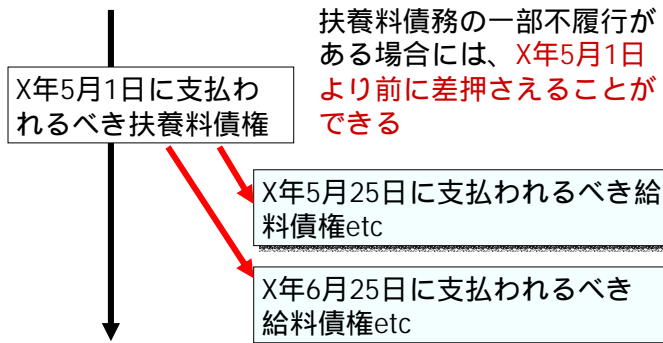 扶養料債務の一部不履行が
ある場合には、X年5月1日
より前に差押さえることが
できる
X年5月1日に支払わ
れるべき扶養料債権
X年5月25日に支払われるべき給
料債権etc
X年6月25日に支払われるべき
給料債権etc